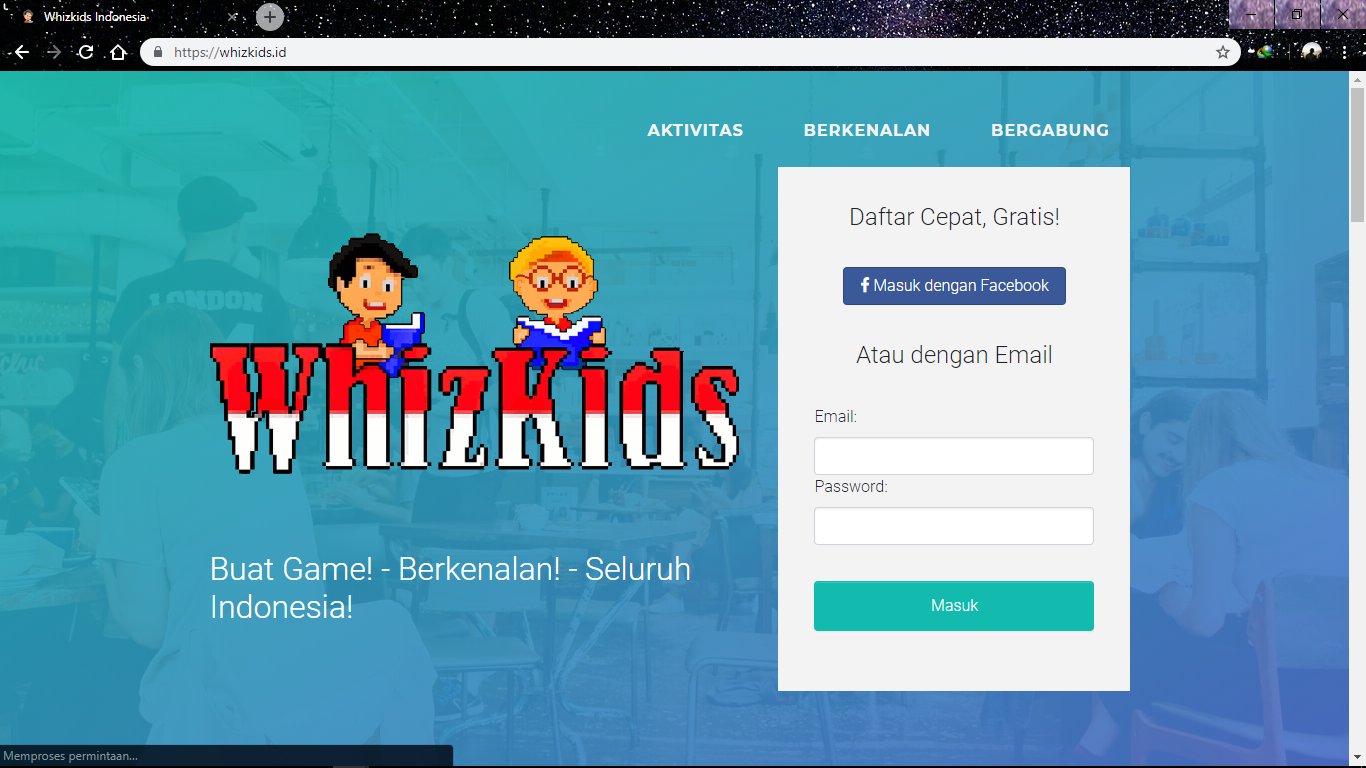 Whizkids Indonesia
https://whizkids.id
AKTIVITAS BERKENALAN BERGABUNG
LONDON
WhizKids
Buat Game! - Berkenalan! - Seluruh
Indonesia!
Daftar Cepat, Gratis!
f Masuk dengan Facebook
Atau dengan Email
Email:
Password:
Masuk
Memproses permintaan...